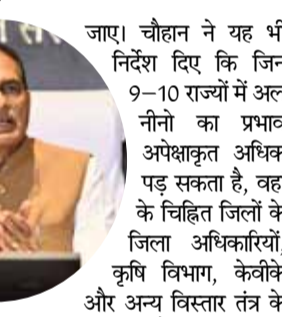 जाए। चौहान ने यह भी
निर्देश दिए कि जिन
9–10 राज्यों में अल
नीनो का प्रभाव
अपेक्षाकृत अधिक
पड़ सकता है, वह
के चिह्नित जिलों के
जिला अधिकारियों,
कृषि विभाग, केवीके
और अन्य विस्तार तंत्र के